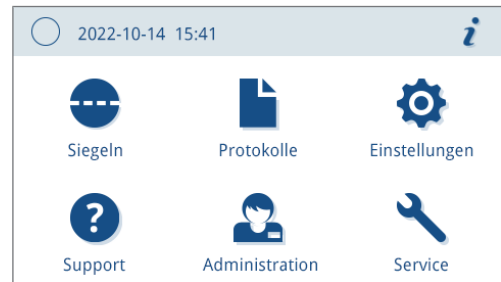 2022-10-14 15:41 i
Siegeln Protokolle Einstellungen
? Support Administration Service